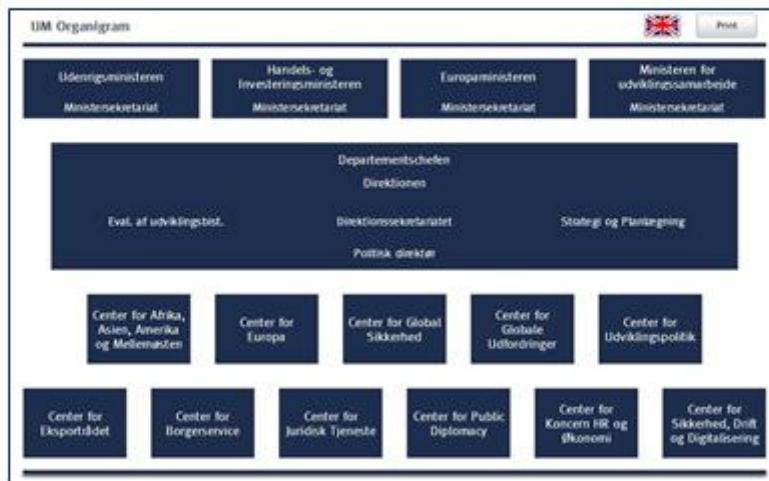 UM Organigram
Print
Udenrigsministeren
Ministersekretariat
Handels- og
Investeringsministeren
Ministersekretariat
Europaministeren
Ministersekretariat
Ministeren for
udviklingssamarbejde
Ministersekretariat
Departementschefen
Direktionen
Eval. af udviklingsbist.
Direktionssekretariatet
Strategi og Planlægning
Politisk direktør
Center for Afrika,
Asien, Amerika
og Mellemøsten
Center for
Europa
Center for Global
Sikkerhed
Center for
Globale
Udfordringer
Center for
Udviklingspolitik
Center for
Eksportrådet
Center for
Borgerservice
Center for
Juridisk Tjeneste
Center for Public
Diplomacy
Center for
Koncern HR og
Økonomi
Center for
Sikkerhed, Drift
og Digitalisering